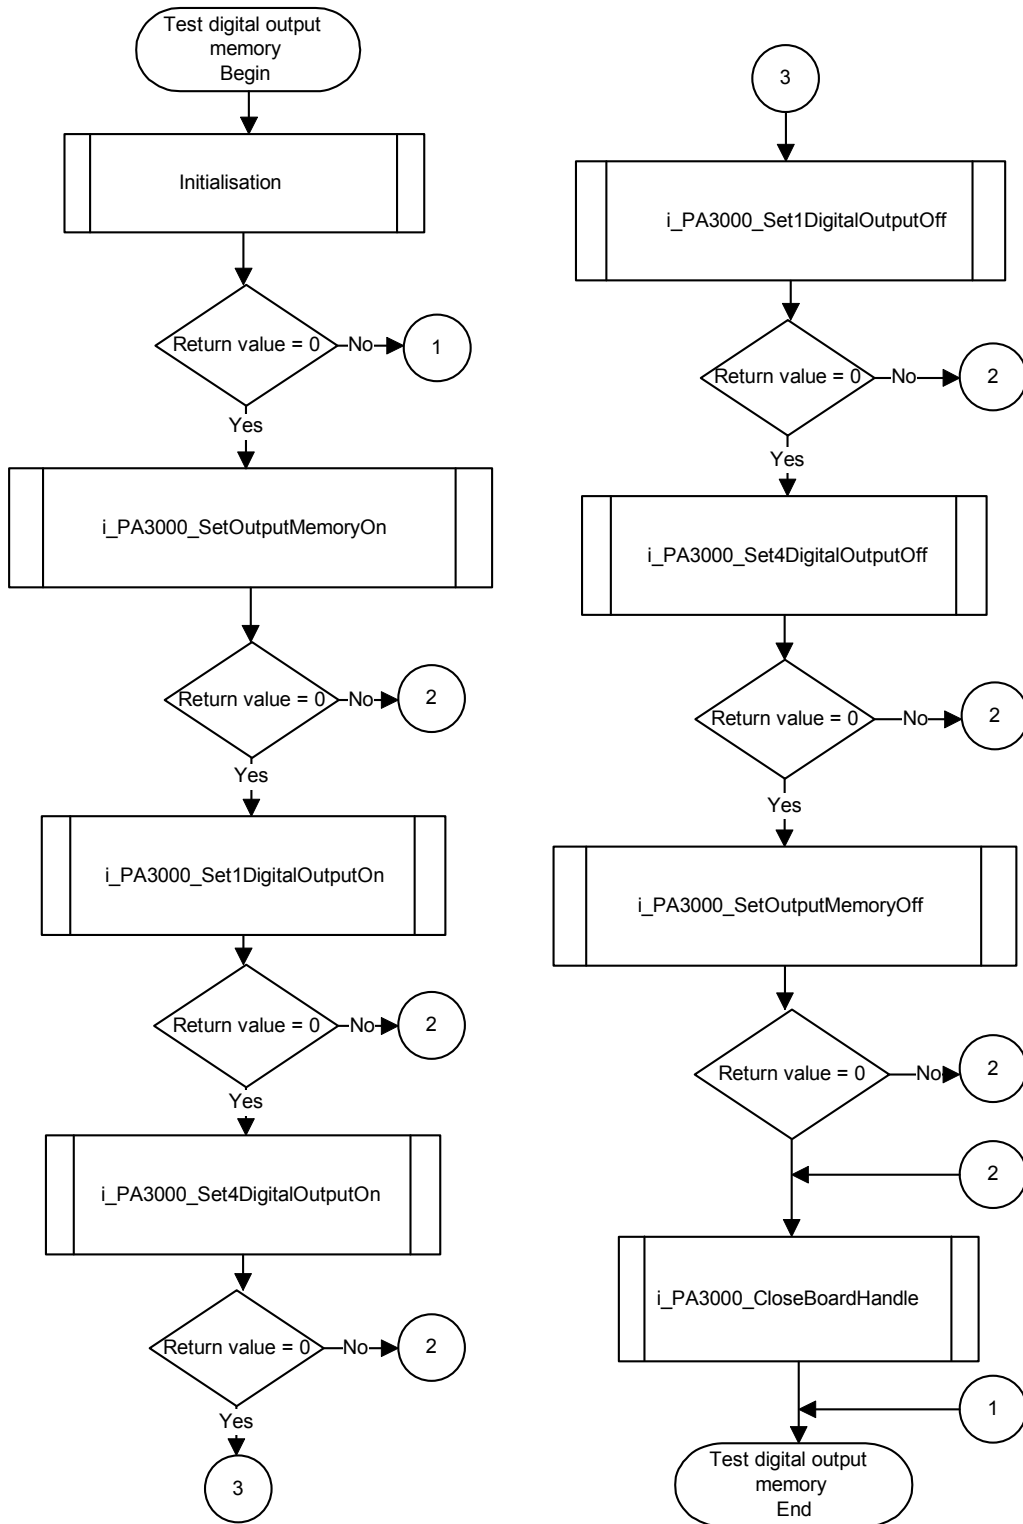 Test digital output
memory
Begin
Initialisation
Return value = 0
No
1
Yes
i_PA3000_SetOutputMemoryOn
Return value = 0
No
2
Yes
i_PA3000_Set1DigitalOutputOn
Return value = 0
No
2
Yes
i_PA3000_Set4DigitalOutputOn
Return value = 0
No
2
Yes
3
3
i_PA3000_Set1DigitalOutputOff
Return value = 0
No
2
Yes
i_PA3000_Set4DigitalOutputOff
Return value = 0
No
2
Yes
i_PA3000_SetOutputMemoryOff
Return value = 0
No
2
2
i_PA3000_CloseBoardHandle
1
Test digital output
memory
End